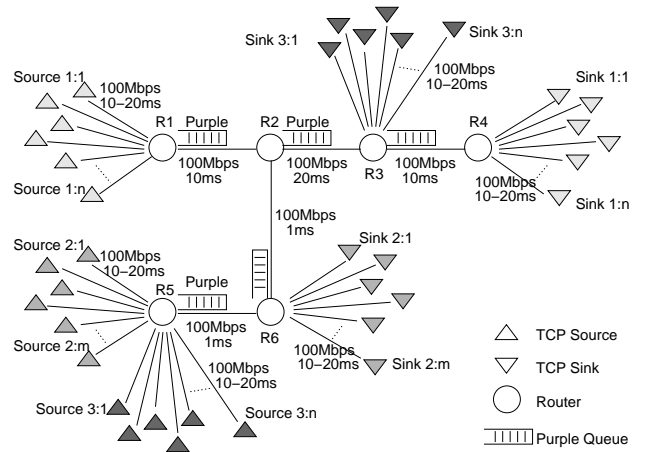 Sink 3:1
Sink 3:n
100Mbps
10–20ms
Source 1:1
100Mbps
10–20ms
Sink 1:1
R1
Purple
R2
Purple
R4
100Mbps
10ms
100Mbps
20ms
R3
100Mbps
10ms
100Mbps
10–20ms
Source 1:n
Sink 1:n
100Mbps
1ms
Source 2:1
100Mbps
10–20ms
Sink 2:1
R5
Purple
100Mbps
1ms
R6
Source 2:m
100Mbps
10–20ms
Sink 2:m
100Mbps
10–20ms
Source 3:1
Source 3:n
TCP Source
TCP Sink
Router
Purple Queue